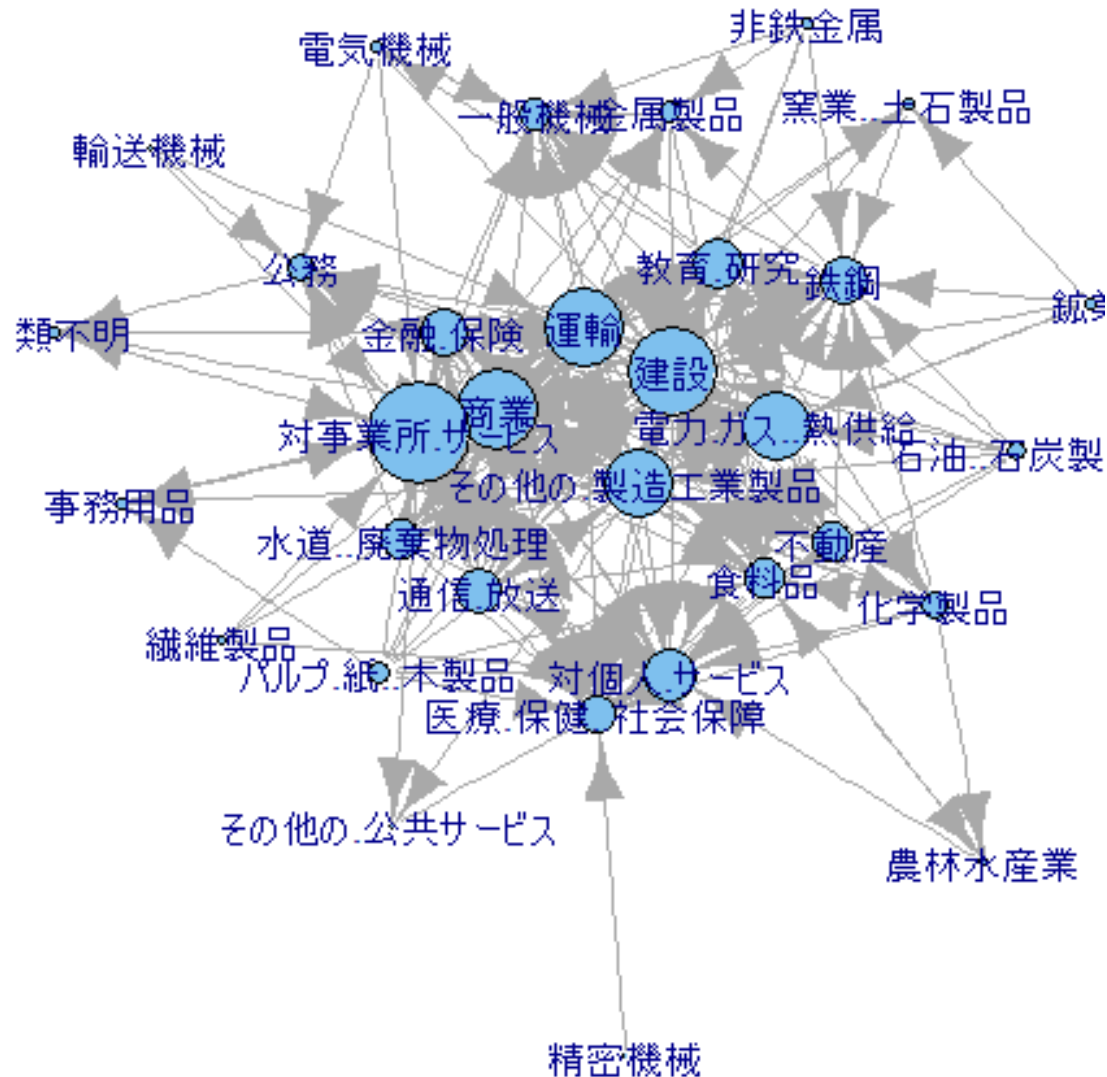 非鉄金属
電気機械
一般機械
金属製品
窯業..土石製品
輸送機械
公務
教育.研究
鉄鋼
鉱
類不明
金融.保険
運輸
建設
商業
対事業所.サービス
電力.ガス..熱供給
石油..石炭製
その他の.製造工業製品
事務用品
水道..廃棄物処理
不動産
食料品
通信.放送
化学製品
繊維製品
パルプ.紙..木製品
対個人.サービス
医療.保健.社会保障
その他の.公共サービス
農林水産業
精密機械